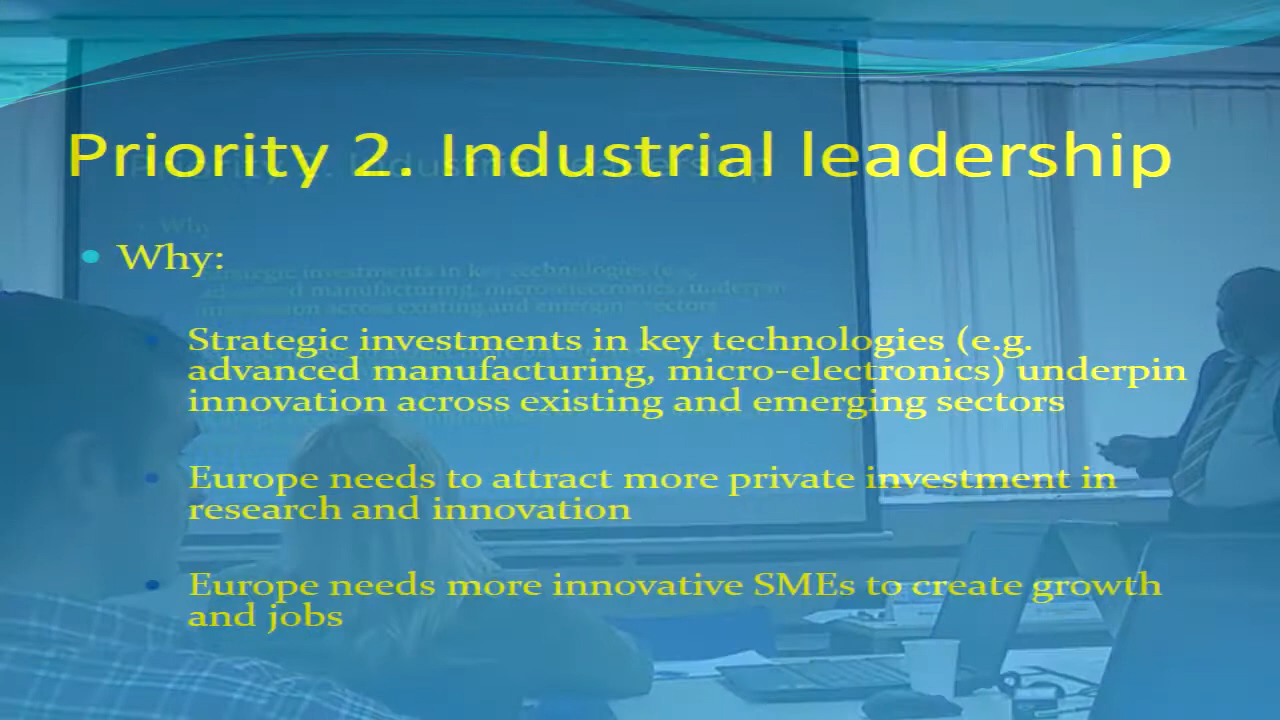 Priority 2. Industrial leadership
• Why:
• Strategic investments in key technologies (e.g.
advanced manufacturing, micro-electronics) underpin
innovation across existing and emerging sectors
• Europe needs to attract more private investment in
research and innovation
• Europe needs more innovative SMEs to create growth
and jobs